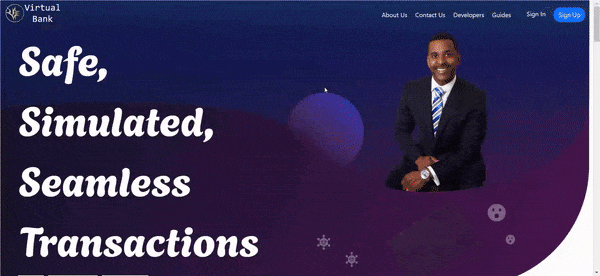 Virtual
Bank
About Us Contact Us Developers Guides Sign In Sign Up
Safe,
Simulated,
Seamless
Transactions